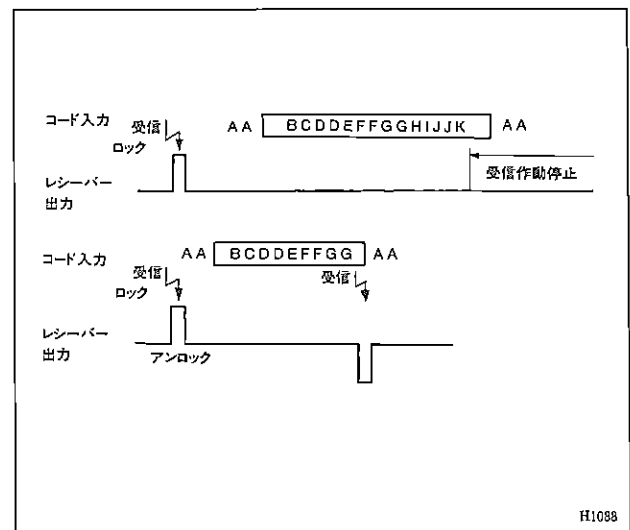 コード入力 受信 AA BCDDEFFGGHIJJK AA
ロック
レシーバー
出力
受信作動停止
コード入力 受信 AA BCDDEFFGG AA
受信
ロック
レシーバー
出力
アンロック
H1088